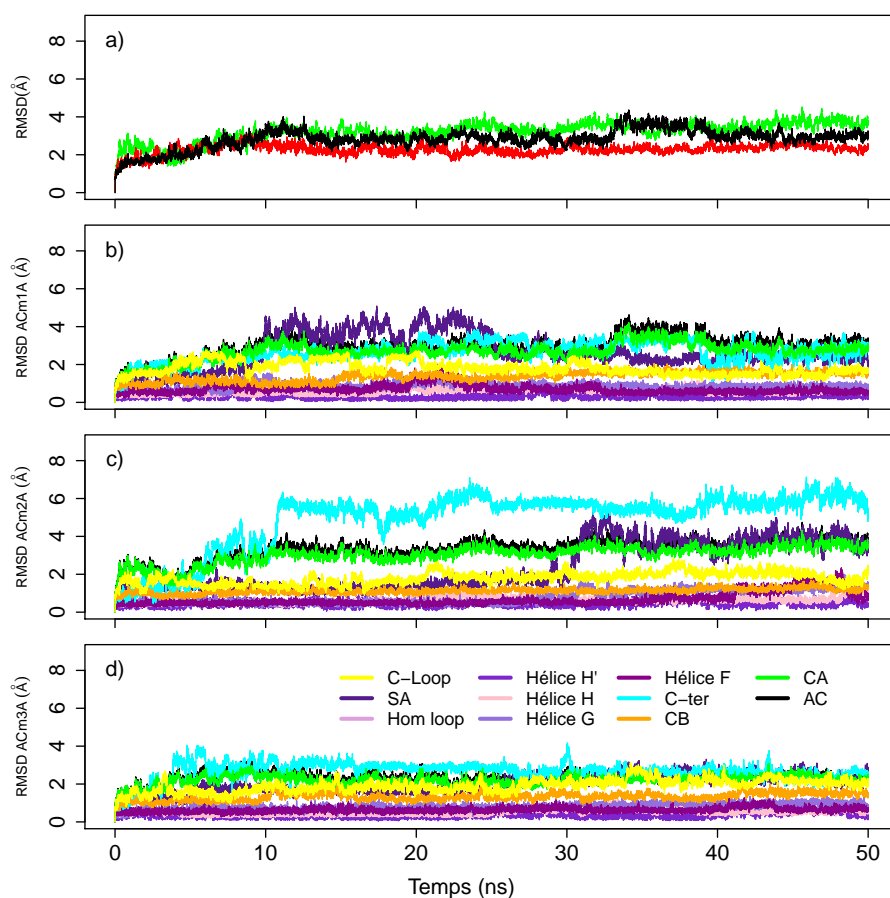 a)
RMSD(Å)
0 2 4 6 8
b)
RMSD ACm1A (Å)
0 2 4 6 8
c)
RMSD ACm2A (Å)
0 2 4 6 8
d)
RMSD ACm3A (Å)
0 2 4 6 8
C−Loop Hélice H' Hélice F CA
SA Hélice H C−ter AC
Hom loop Hélice G CB
0 10 20 30 40 50
Temps (ns)